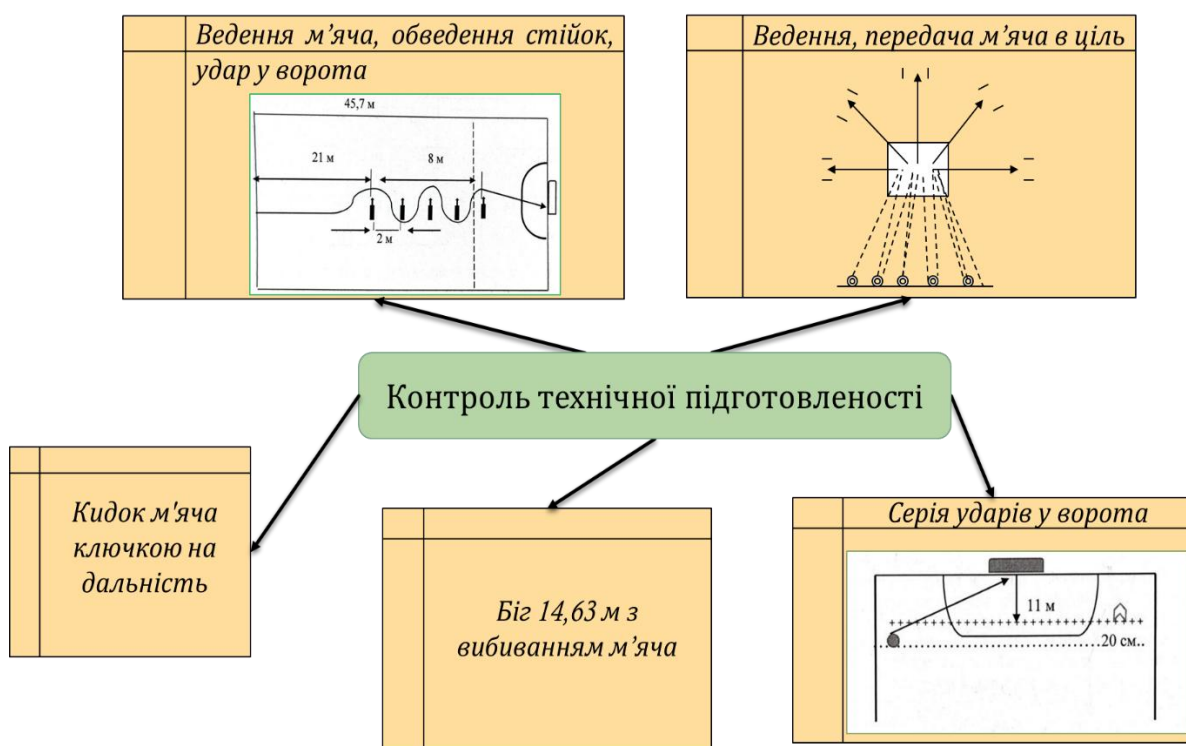 Ведення м’яча, обведення стійок,
удар у ворота
45,7 м
21 м
8 м
2 м
Ведення, передача м’яча в ціль
Контроль технічної підготовленості
Кидок м'яча
ключкою на
дальність
Біг 14,63 м з
вибиванням м’яча
Серія ударів у ворота
11 м
20 см..